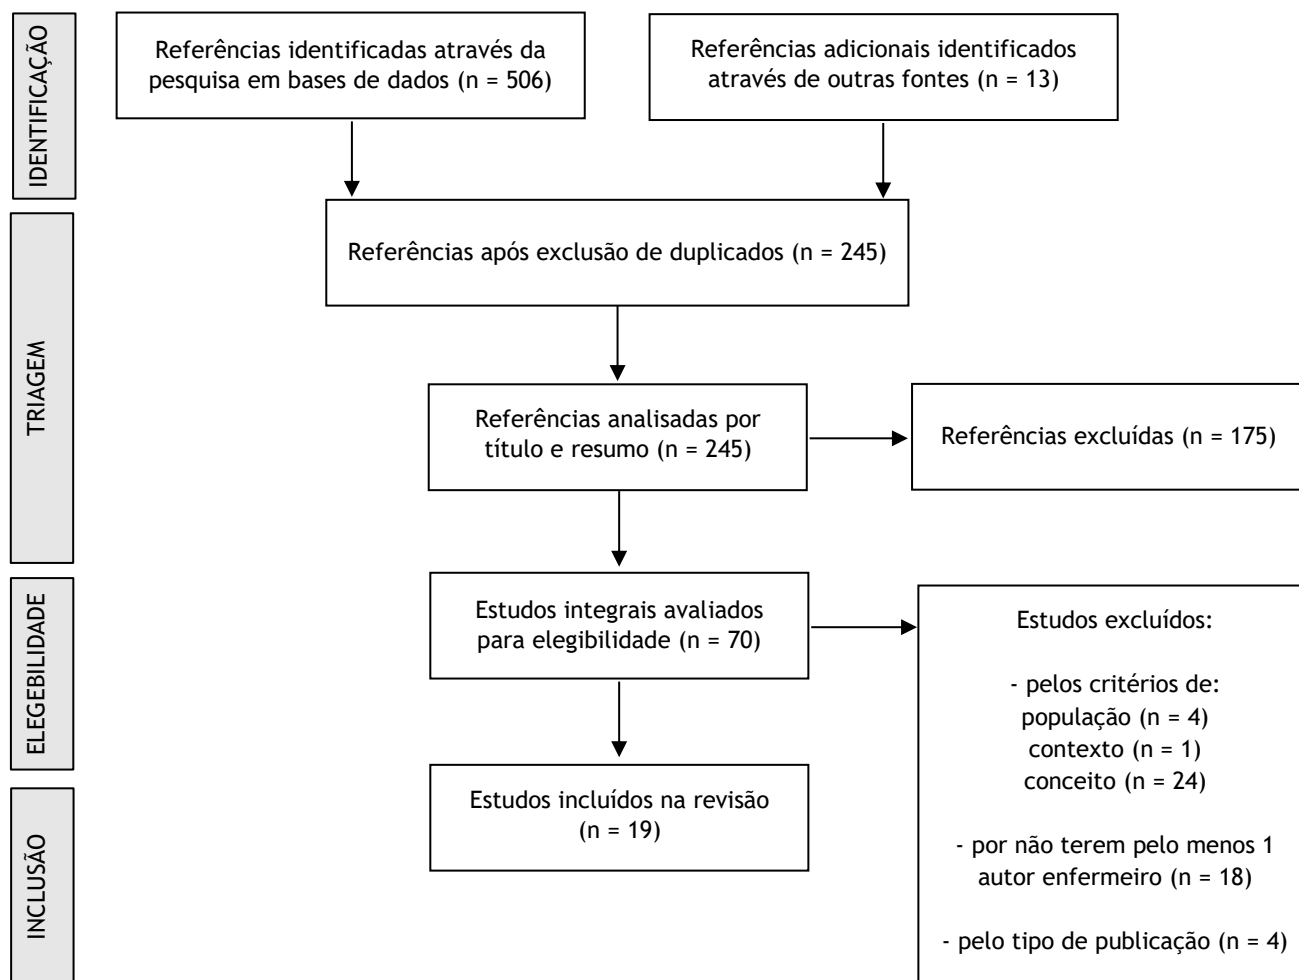 IDENTIFICAÇÃO
Referências identificadas através da
pesquisa em bases de dados (n = 506)
Referências adicionais identificados
através de outras fontes (n = 13)
TRIAGEM
Referências após exclusão de duplicados (n = 245)
Referências analisadas por
título e resumo (n = 245)
Referências excluídas (n = 175)
ELEGEBILIDADE
Estudos integrais avaliados
para elegibilidade (n = 70)
Estudos excluídos:
- pelos critérios de:
população (n = 4)
contexto (n = 1)
conceito (n = 24)
- por não terem pelo menos 1
autor enfermeiro (n = 18)
- pelo tipo de publicação (n = 4)
INCLUSÃO
Estudos incluídos na revisão
(n = 19)